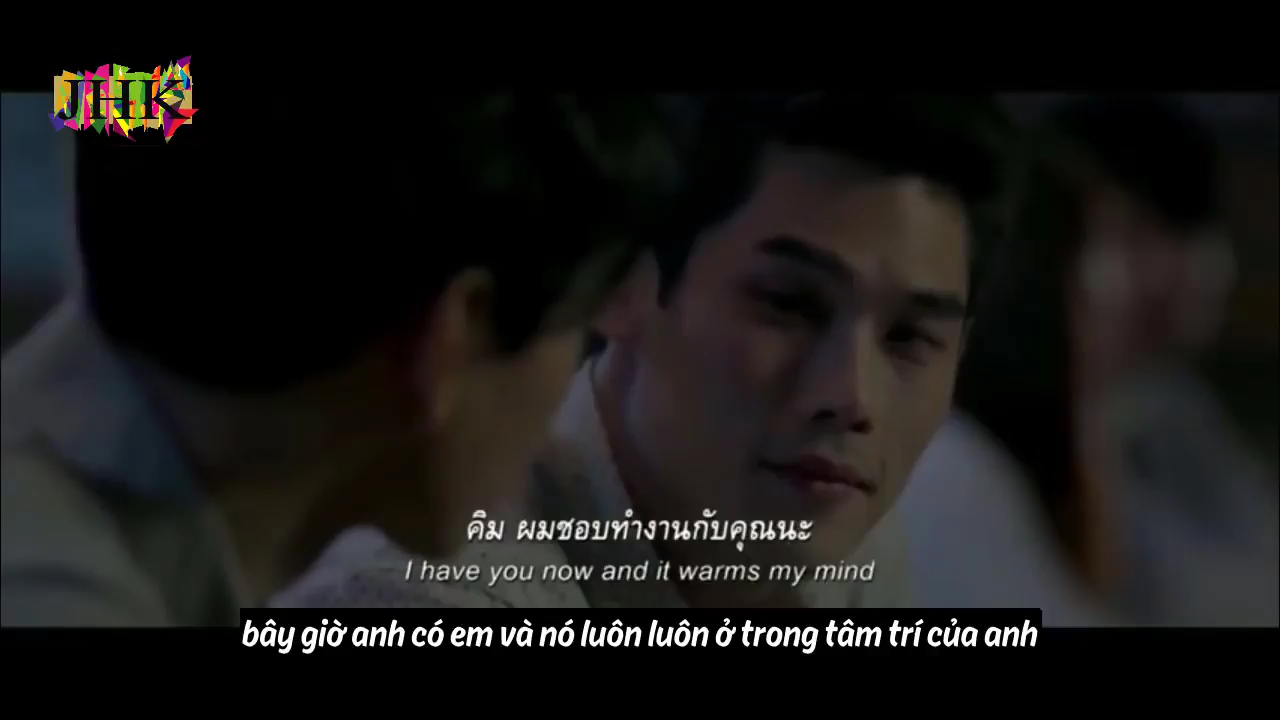 JHK
คิม ผมชอบทำงานกับคุณนะ
I have you now and it warms my mind
bây giờ anh có em và nó luôn luôn ở trong tâm trí của anh